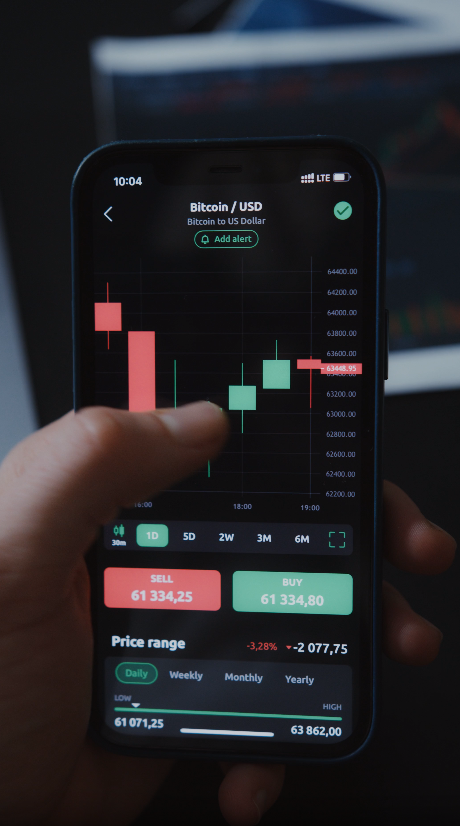 10:04
LTE
Bitcoin / USD
Bitcoin to US Dollar
Add alert
64400.00
64200.00
64000.00
63800.00
63600.00
63448.95
63200.00
63000.00
62800.00
62600.00
62400.00
62200.00
18:00
19:00
30m
1D
5D
2W
3M
6M
SELL
61 334,25
BUY
61 334,80
Price range
-3,28%
-2 077,75
Daily
Weekly
Monthly
Yearly
LOW
HIGH
61 071,25
63 862,00